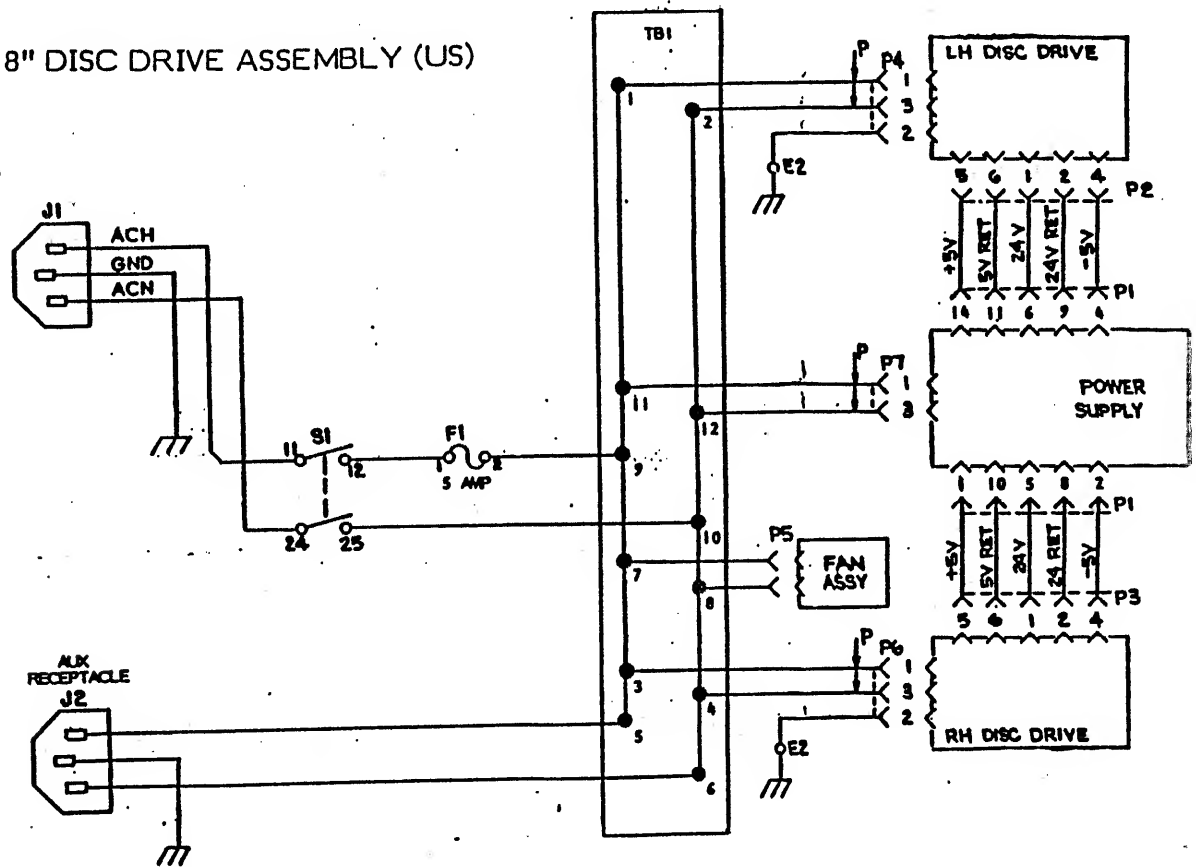 8" DISC DRIVE ASSEMBLY (US)
TB1
1
2
11
12
9
10
7
8
3
4
5
6
J1
ACH
GND
ACN
11
S1
12
24
25
F1
1
2
5 AMP
AUX
RECEPTACLE
J2
P
P4
1
3
2
E2
LH DISC DRIVE
5 6 1 2 4
P2
+5V
5V RET
24V
24V RET
-5V
P1
14 11 6 9 4
P
P7
1
3
POWER
SUPPLY
1 10 5 8 2
P1
+5V
5V RET
24V
24 RET
-5V
P3
5 6 1 2 4
P5
FAN
ASSY
P
P6
1
3
2
E2
RH DISC DRIVE